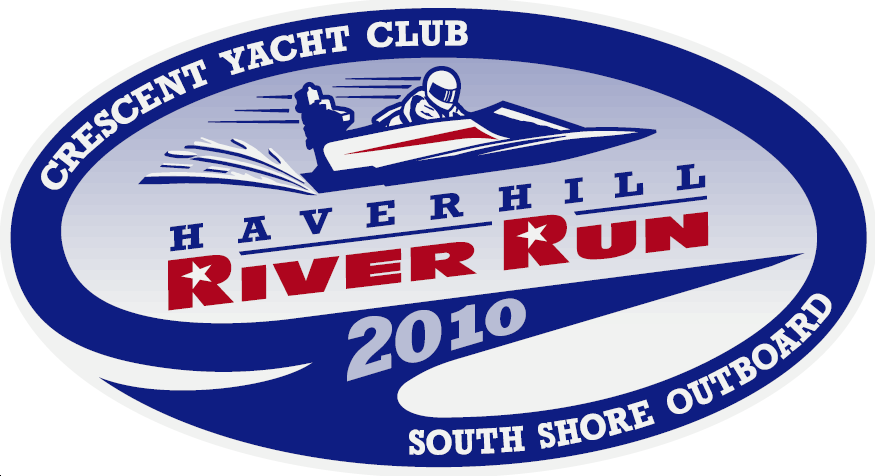 CRESCENT YACHT CLUB
HAVERHILL
RIVER RUN
2010
SOUTH SHORE OUTBOARD